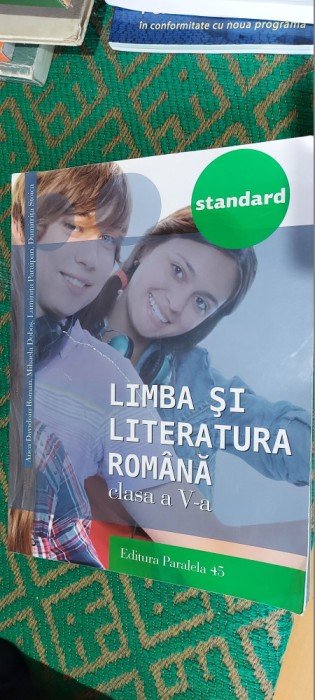 în conformitate cu noua programă
standard
Anca Davidoiu-Roman, Mihaela Dobos, Luminița Paraipan, Dumitrița Stoica
LIMBA ȘI
LITERATURA
ROMÂNĂ
clasa a V-a
Editura Paralela 45